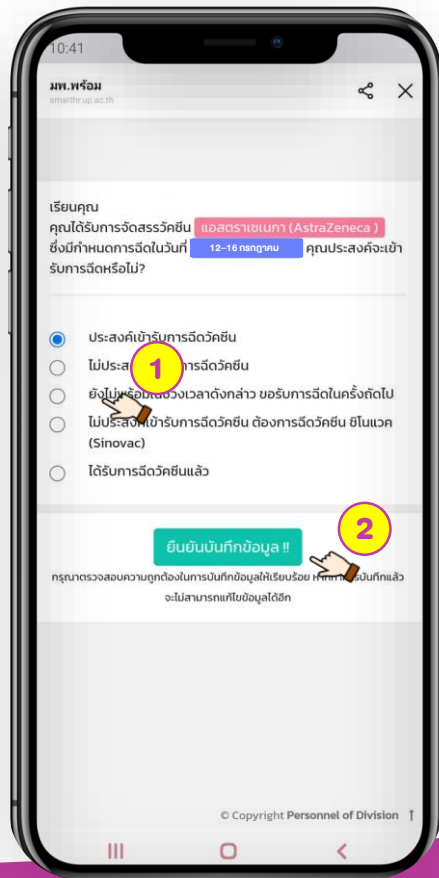 10:41
มพ.พร้อม
smarthr.up.ac.th
เรียนคุณ
คุณได้รับการจัดสรรวัคซีน แอสตราเซเนกา (AstraZeneca )
ซึ่งมีกำหนดการฉีดในวันที่ 12–16 กรกฎาคม คุณประสงค์จะเข้า
รับการฉีดหรือไม่?
ประสงค์เข้ารับการฉีดวัคซีน
ไม่ประส การฉีดวัคซีน
1
ยังไม่พร้อมในช่วงเวลาดังกล่าว ขอรับการฉีดในครั้งถัดไป
ไม่ประสงค์เข้ารับการฉีดวัคซีน ต้องการฉีดวัคซีน ซิโนแวค
(Sinovac)
ได้รับการฉีดวัคซีนแล้ว
2
ยืนยันบันทึกข้อมูล !!
กรุณาตรวจสอบความถูกต้องในการบันทึกข้อมูลให้เรียบร้อย บันทึกแล้ว
จะไม่สามารถแก้ไขข้อมูลได้อีก
© Copyright Personnel of Division ↑